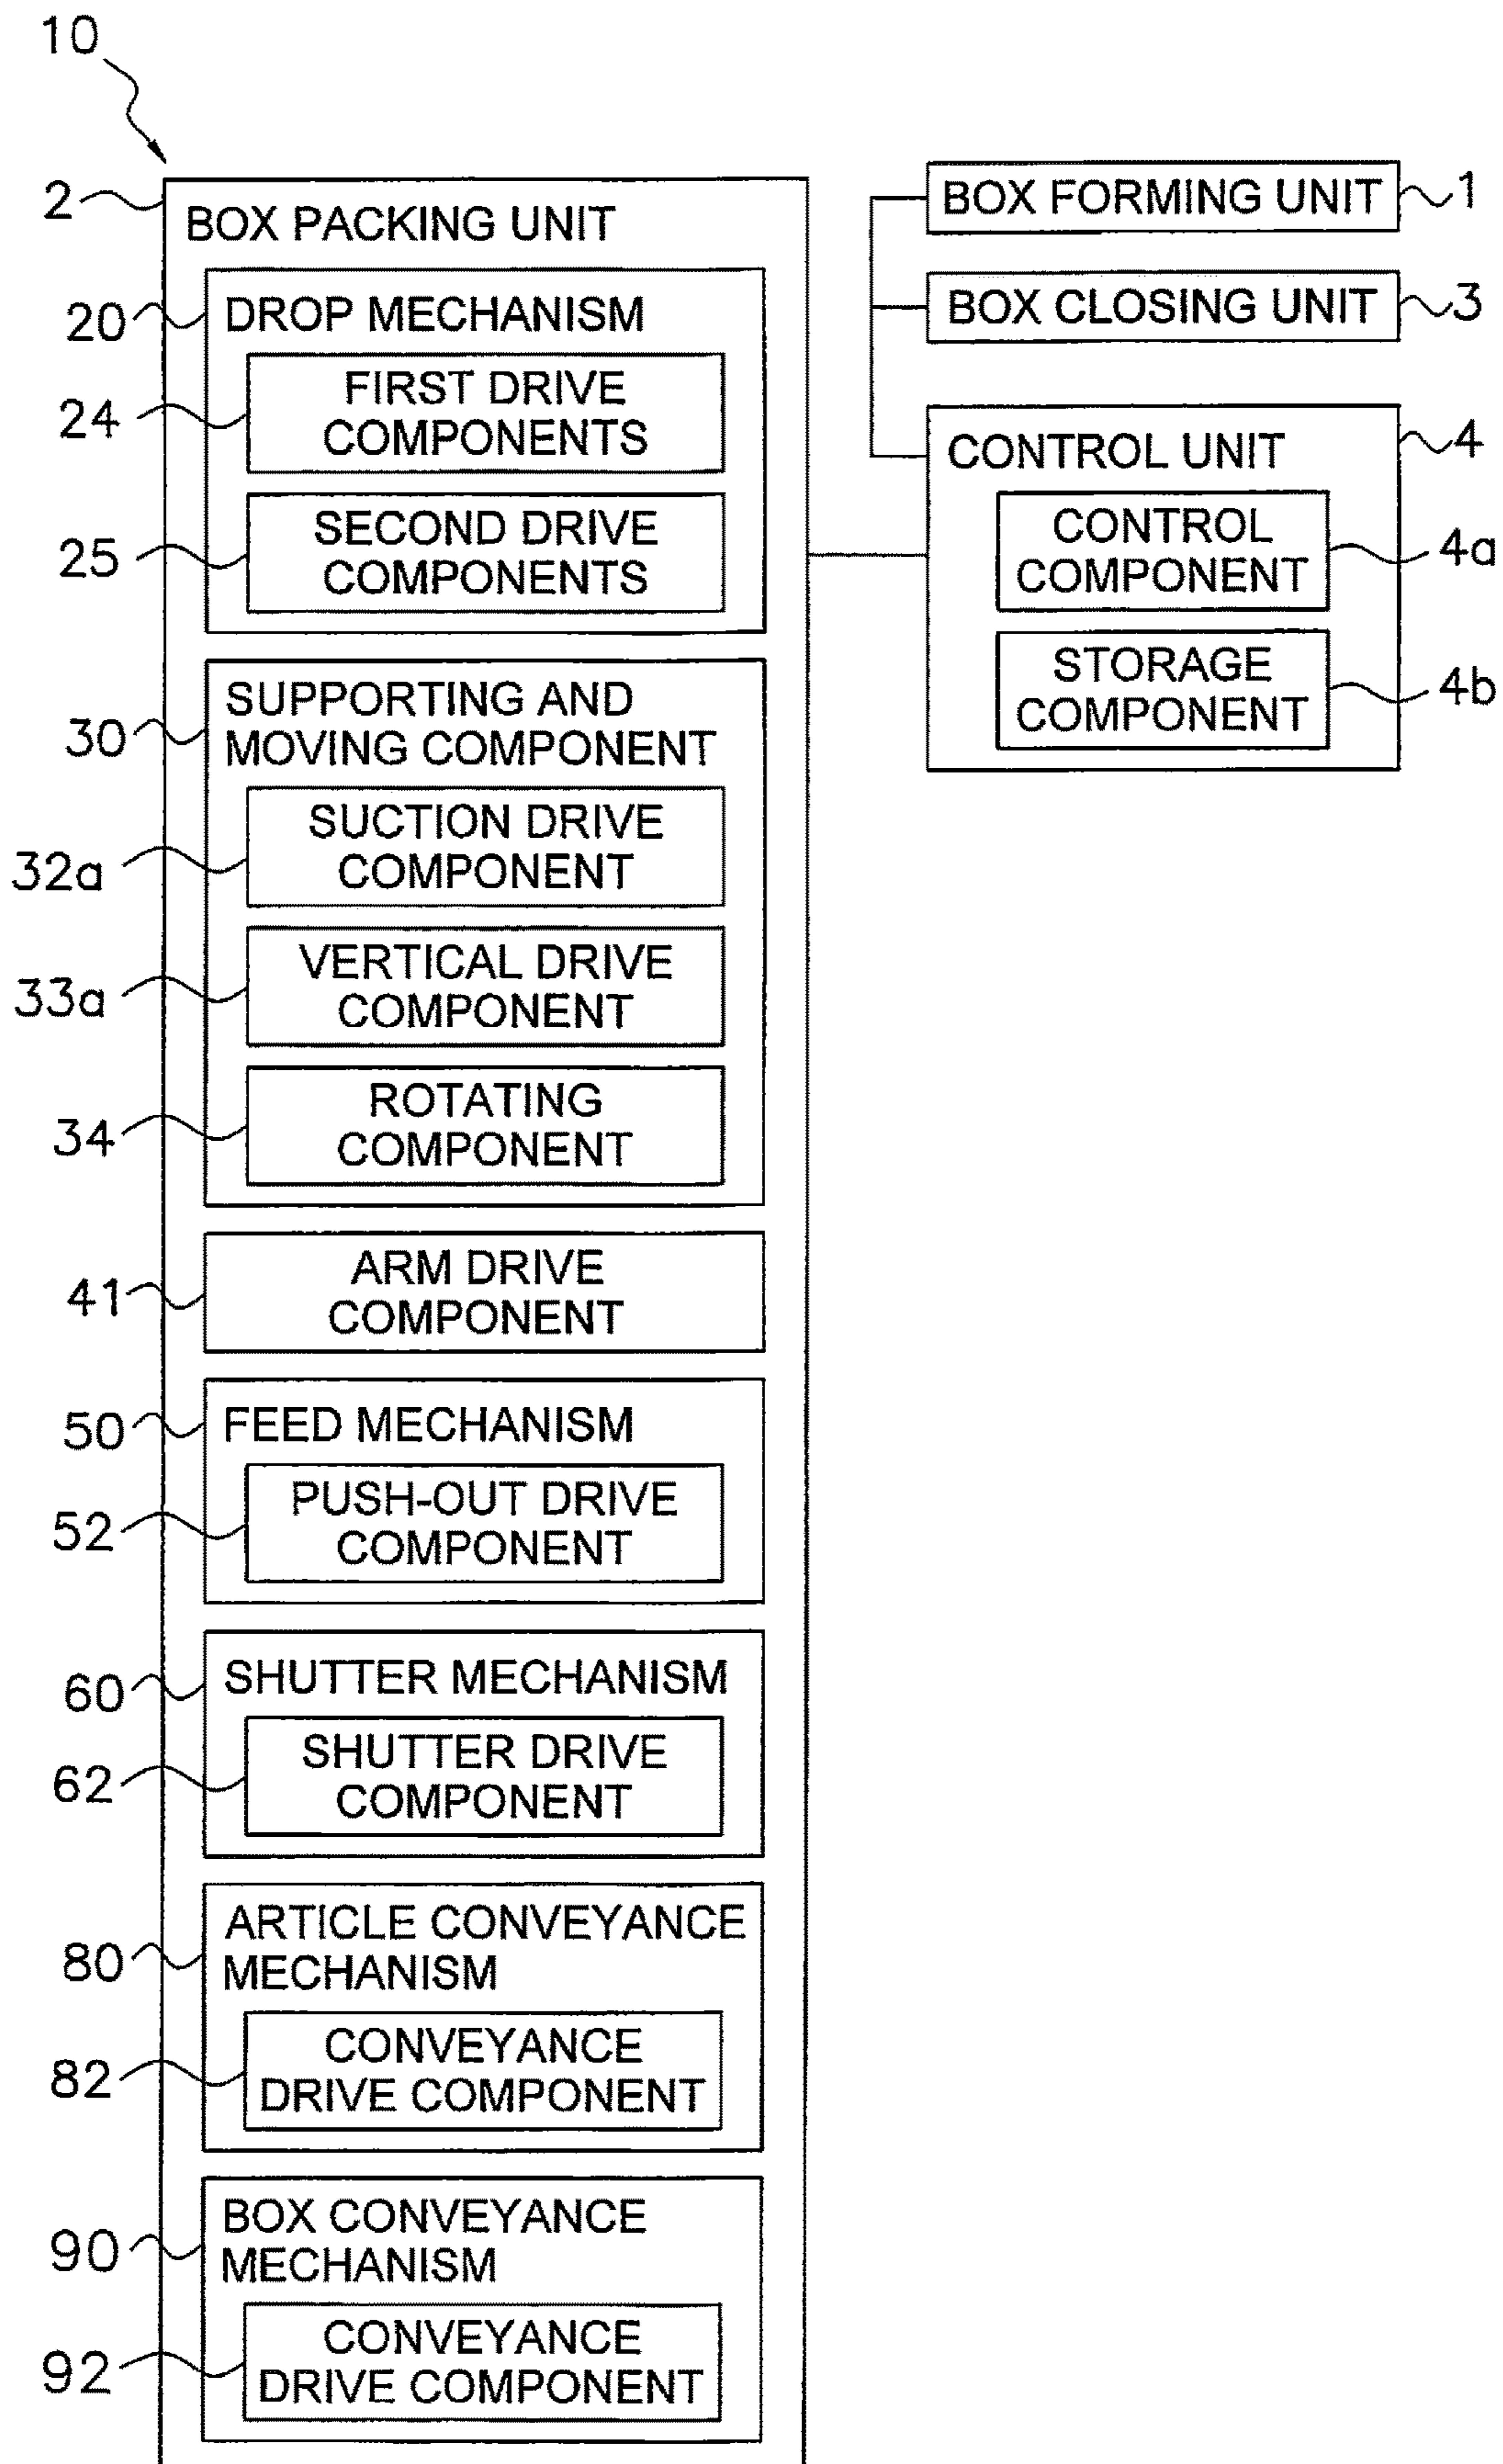 10
2
BOX PACKING UNIT
20
DROP MECHANISM
24
FIRST DRIVE
COMPONENTS
25
SECOND DRIVE
COMPONENTS
30
SUPPORTING AND
MOVING COMPONENT
32a
SUCTION DRIVE
COMPONENT
33a
VERTICAL DRIVE
COMPONENT
34
ROTATING
COMPONENT
41
ARM DRIVE
COMPONENT
50
FEED MECHANISM
52
PUSH-OUT DRIVE
COMPONENT
60
SHUTTER MECHANISM
62
SHUTTER DRIVE
COMPONENT
80
ARTICLE CONVEYANCE
MECHANISM
82
CONVEYANCE
DRIVE COMPONENT
90
BOX CONVEYANCE
MECHANISM
92
CONVEYANCE
DRIVE COMPONENT
BOX FORMING UNIT
1
BOX CLOSING UNIT
3
CONTROL UNIT
4
CONTROL
COMPONENT
4a
STORAGE
COMPONENT
4b